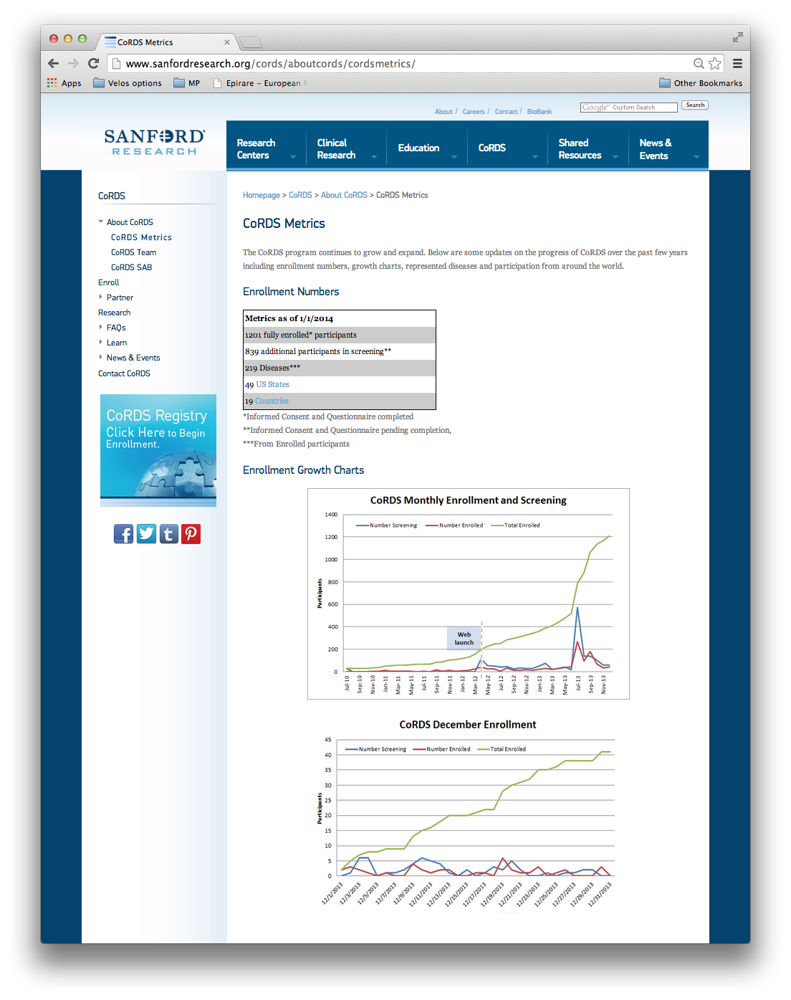 CoRDS Metrics
www.sanfordresearch.org/cords/aboutcords/cordsmetrics/
Apps Velos options MP Epirare – European Other Bookmarks
About / Careers / Contact / BioBank
Google™ Custom Search Search
SANFORD®
RESEARCH
Research Centers
Clinical Research
Education
CoRDS
Shared Resources
News & Events
CoRDS
About CoRDS
CoRDS Metrics
CoRDS Team
CoRDS SAB
Enroll
Partner
Research
FAQs
Learn
News & Events
Contact CoRDS
CoRDS Registry
Click Here to Begin
Enrollment.
Homepage > CoRDS > About CoRDS > CoRDS Metrics
CoRDS Metrics
The CoRDS program continues to grow and expand. Below are some updates on the progress of CoRDS over the past few years
including enrollment numbers, growth charts, represented diseases and participation from around the world.
Enrollment Numbers
Metrics as of 1/1/2014
1201 fully enrolled* participants
839 additional participants in screening**
219 Diseases***
49 US States
19 Countries
*Informed Consent and Questionnaire completed
**Informed Consent and Questionnaire pending completion,
***From Enrolled participants
Enrollment Growth Charts
CoRDS Monthly Enrollment and Screening
Number Screening Number Enrolled Total Enrolled
Participants
1400
1200
1000
800
600
400
200
0
Web
launch
Jul-10 Sep-10 Nov-10 Jan-11 Mar-11 May-11 Jul-11 Sep-11 Nov-11 Jan-12 Mar-12 May-12 Jul-12 Sep-12 Nov-12 Jan-13 Mar-13 May-13 Jul-13 Sep-13 Nov-13
CoRDS December Enrollment
Number Screening Number Enrolled Total Enrolled
Participants
45
40
35
30
25
20
15
10
5
0
12/1/2013 12/3/2013 12/5/2013 12/7/2013 12/9/2013 12/11/2013 12/13/2013 12/15/2013 12/17/2013 12/19/2013 12/21/2013 12/23/2013 12/25/2013 12/27/2013 12/29/2013 12/31/2013